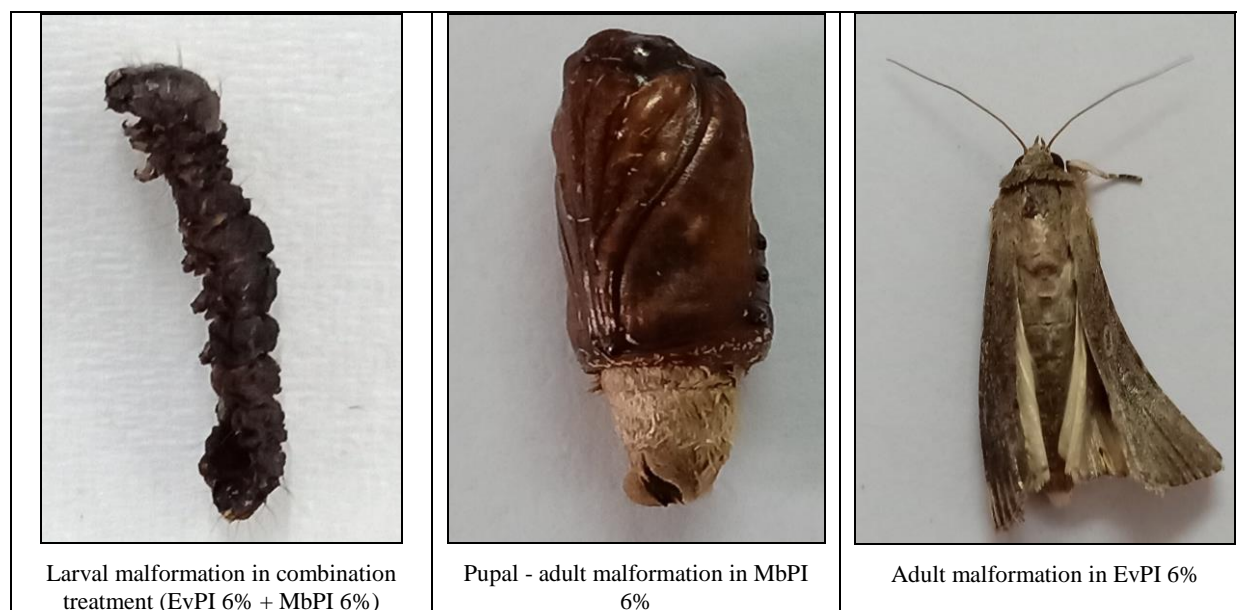 Larval malformation in combination
treatment (EvPI 6% + MbPI 6%)
Pupal - adult malformation in MbPI
6%
Adult malformation in EvPI 6%